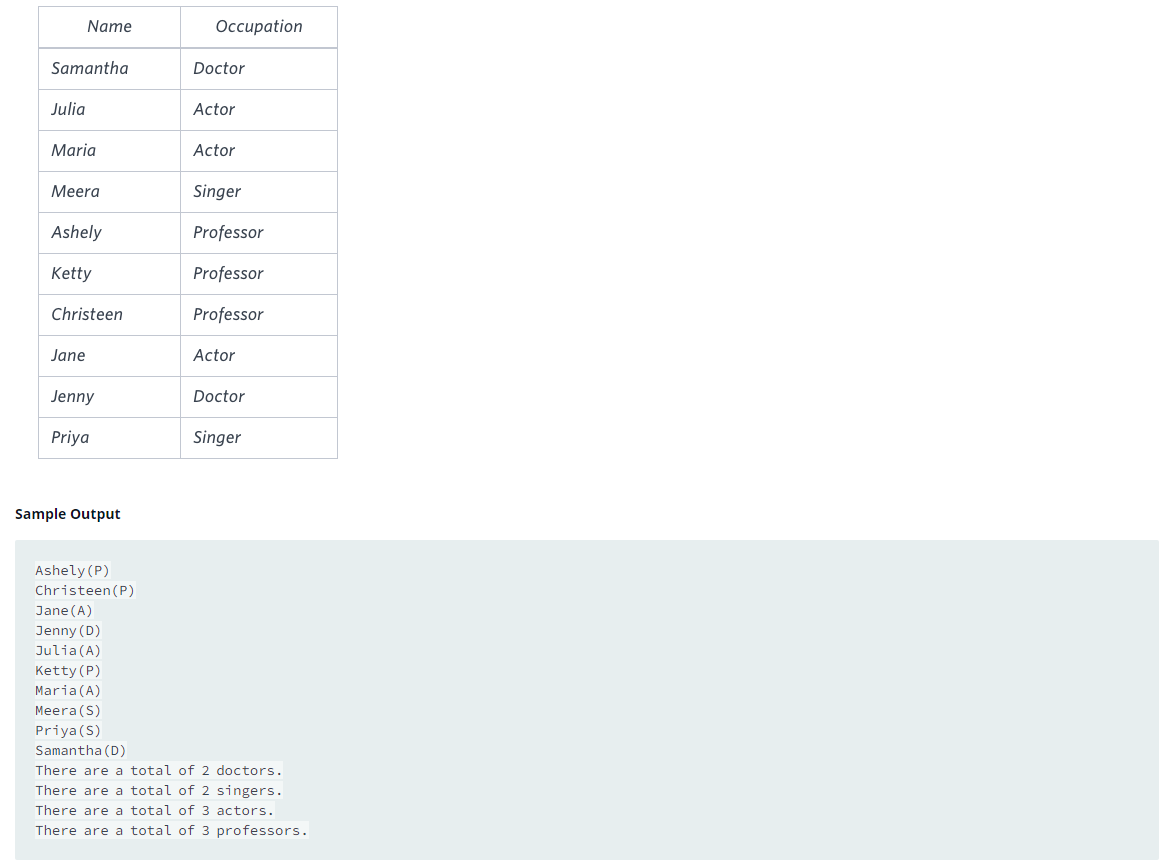 Name Occupation
Samantha Doctor
Julia Actor
Maria Actor
Meera Singer
Ashely Professor
Ketty Professor
Christeen Professor
Jane Actor
Jenny Doctor
Priya Singer
Sample Output
Ashely(P)
Christeen(P)
Jane(A)
Jenny(D)
Julia(A)
Ketty(P)
Maria(A)
Meera(S)
Priya(S)
Samantha(D)
There are a total of 2 doctors.
There are a total of 2 singers.
There are a total of 3 actors.
There are a total of 3 professors.